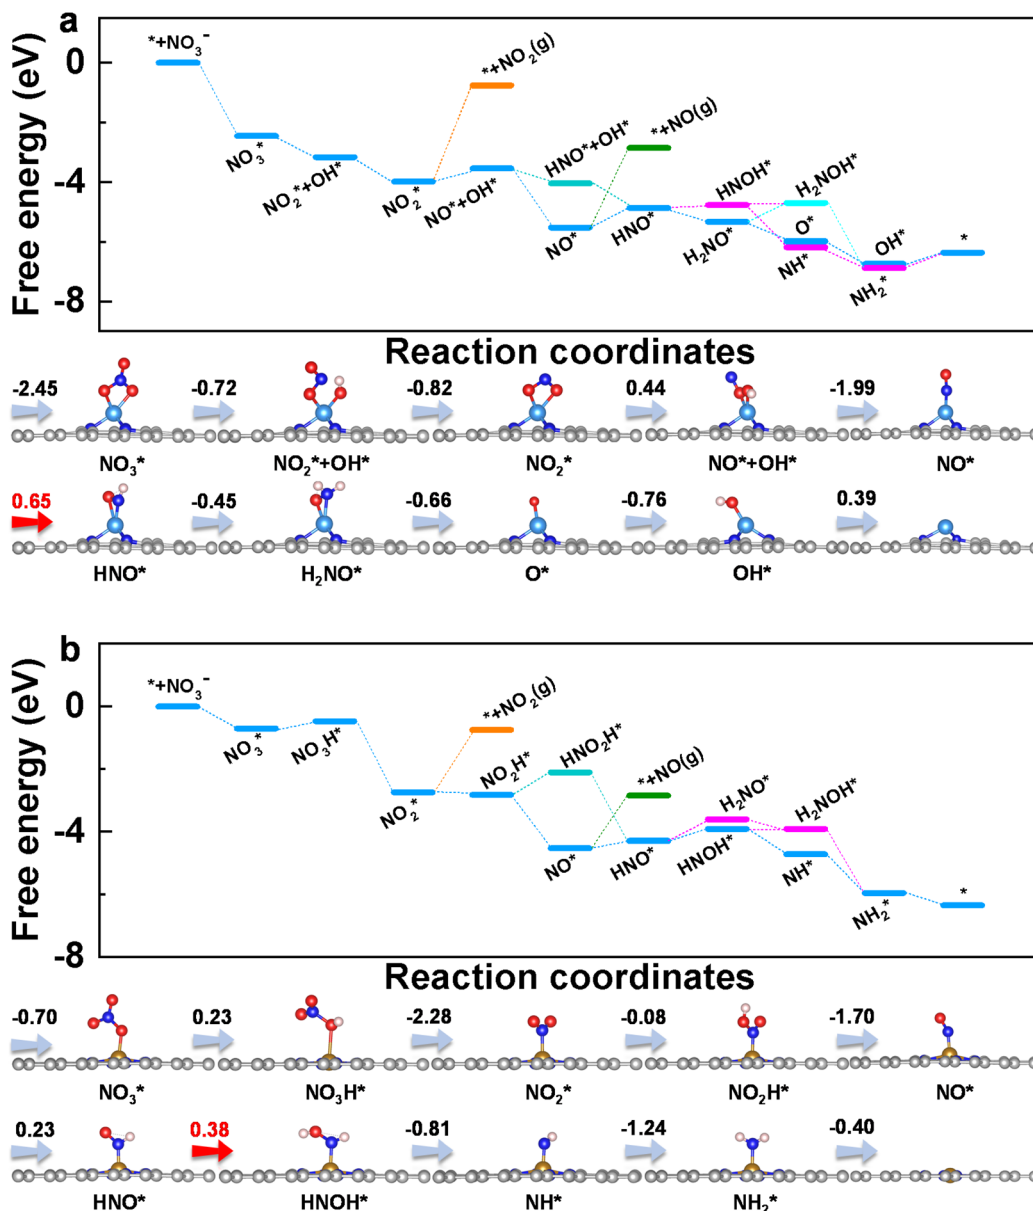 a
Free energy (eV)
0
-4
-8
*+NO₃⁻
NO₃*
NO₂*+OH*
NO₂*
*+NO₂(g)
NO*+OH*
HNO*+OH*
NO*
*+NO(g)
HNO*
HNOH*
H₂NO*
H₂NOH*
O*
NH*
OH*
NH₂*
*
Reaction coordinates
-2.45 -0.72 -0.82 0.44 -1.99
NO₃* NO₂*+OH* NO₂* NO*+OH* NO*
0.65 -0.45 -0.66 -0.76 0.39
HNO* H₂NO* O* OH*
b
Free energy (eV)
0
-4
-8
*+NO₃⁻
NO₃*
NO₃H*
NO₂*
*+NO₂(g)
NO₂H*
HNO₂H*
NO*
*+NO(g)
HNO*
H₂NO*
HNOH*
H₂NOH*
NH*
NH₂*
*
Reaction coordinates
-0.70 0.23 -2.28 -0.08 -1.70
NO₃* NO₃H* NO₂* NO₂H* NO*
0.23 0.38 -0.81 -1.24 -0.40
HNO* HNOH* NH* NH₂*